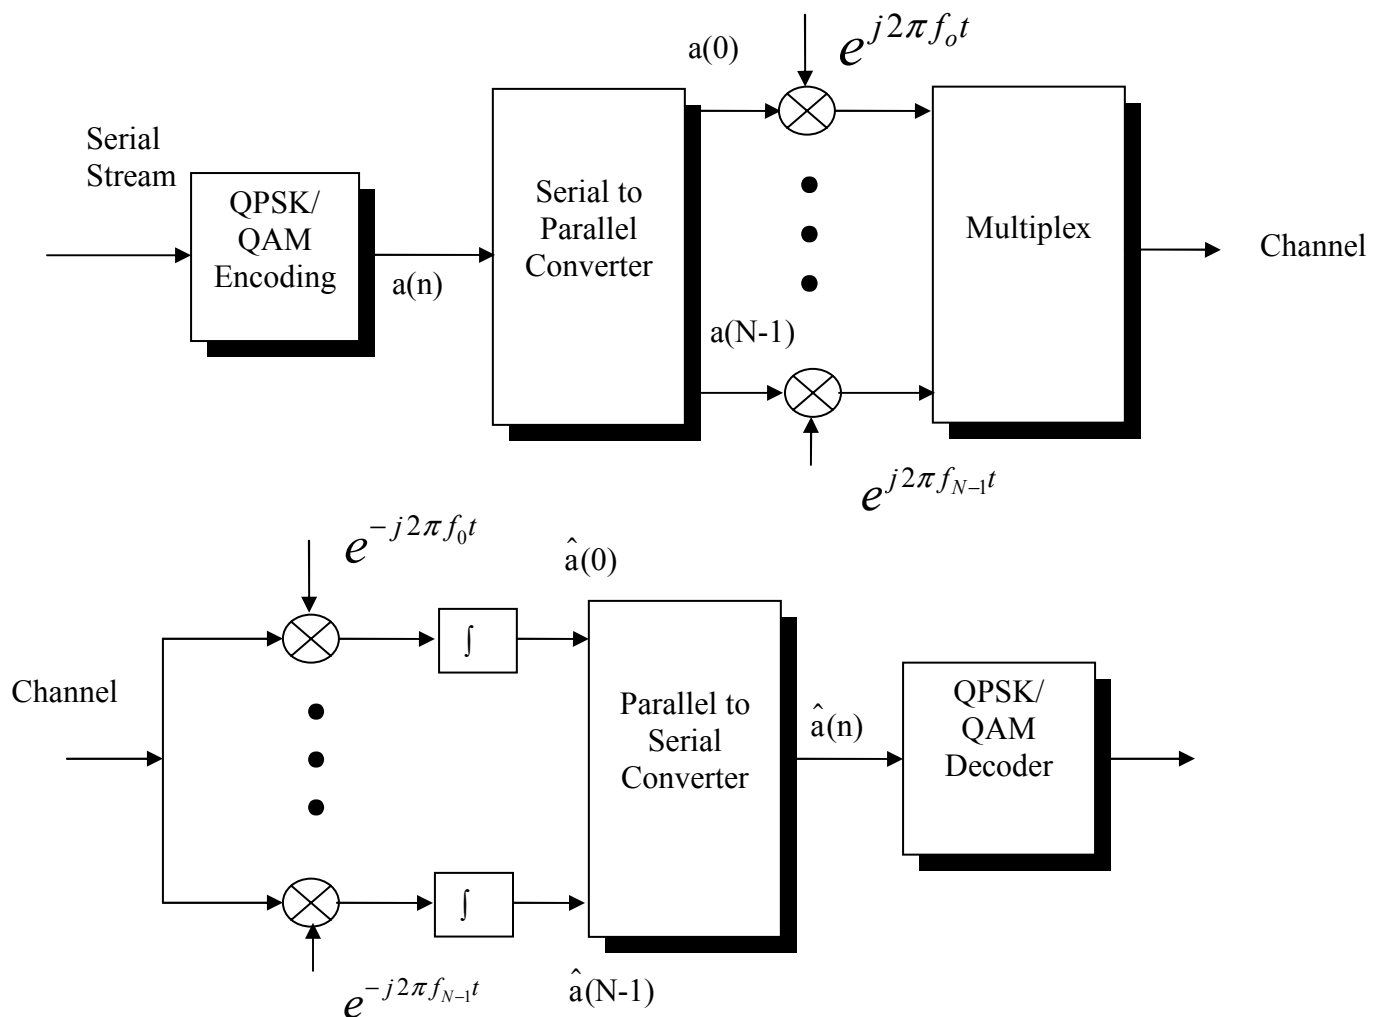 a(0)
e^{j2πf_o t}
Serial
Stream
QPSK/
QAM
Encoding
a(n)
Serial to
Parallel
Converter
Multiplex
Channel
a(N-1)
e^{j2πf_{N−1}t}
e^{−j2πf_0 t}
â(0)
∫
Channel
Parallel to
Serial
Converter
â(n)
QPSK/
QAM
Decoder
∫
e^{−j2πf_{N−1}t}
â(N-1)